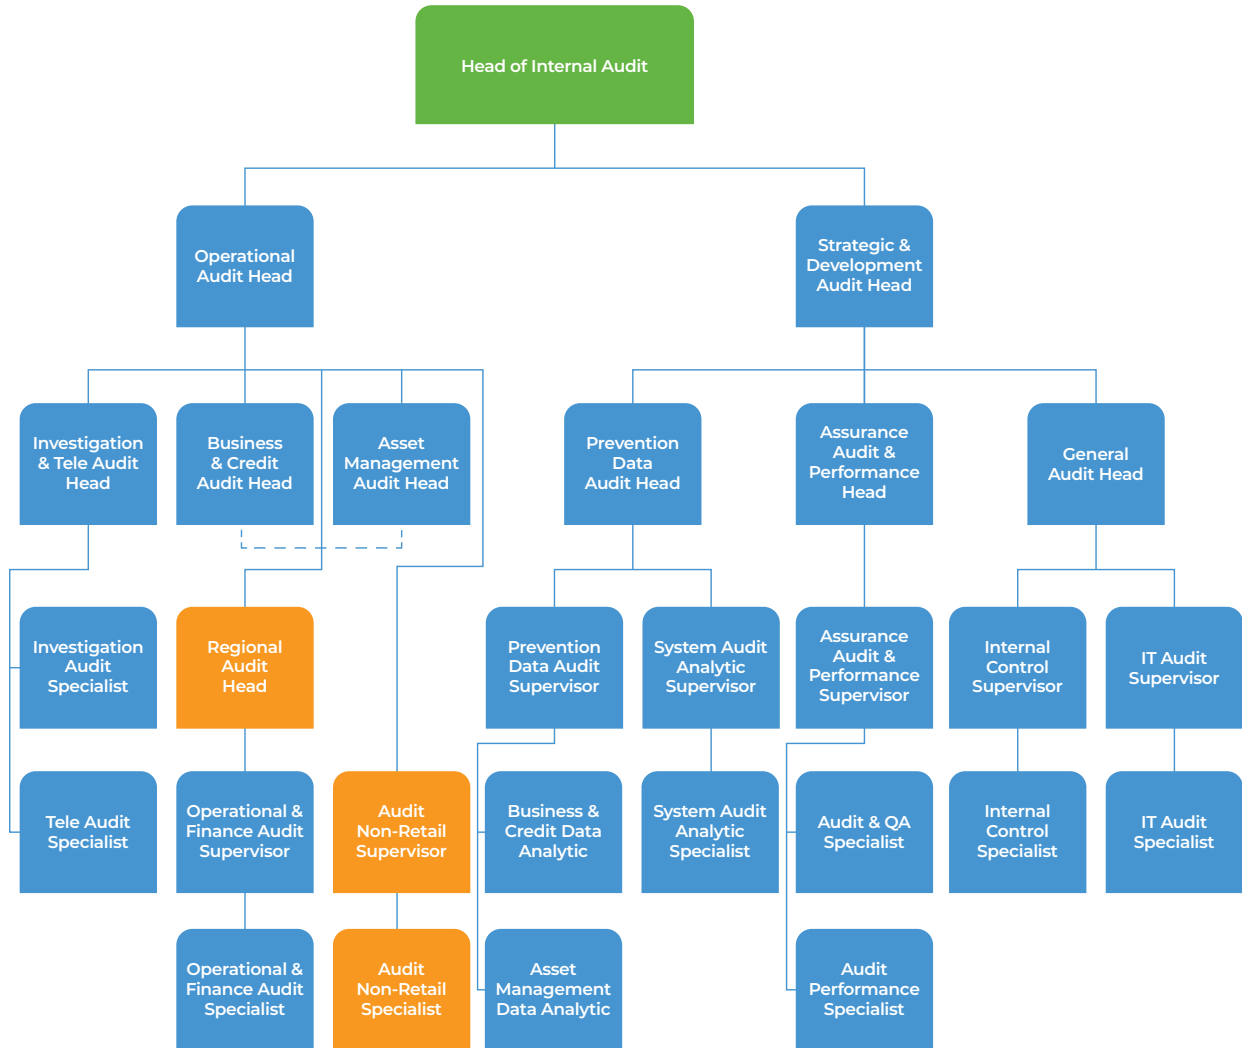 Head of Internal Audit
Operational
Audit Head
Strategic &
Development
Audit Head
Investigation
& Tele Audit
Head
Business
& Credit
Audit Head
Asset
Management
Audit Head
Prevention
Data
Audit Head
Assurance
Audit &
Performance
Head
General
Audit Head
Investigation
Audit
Specialist
Regional
Audit
Head
Prevention
Data Audit
Supervisor
System Audit
Analytic
Supervisor
Assurance
Audit &
Performance
Supervisor
Internal
Control
Supervisor
IT Audit
Supervisor
Tele Audit
Specialist
Operational &
Finance Audit
Supervisor
Audit
Non-Retail
Supervisor
Business &
Credit Data
Analytic
System Audit
Analytic
Specialist
Audit & QA
Specialist
Internal
Control
Specialist
IT Audit
Specialist
Operational &
Finance Audit
Specialist
Audit
Non-Retail
Specialist
Asset
Management
Data Analytic
Audit
Performance
Specialist